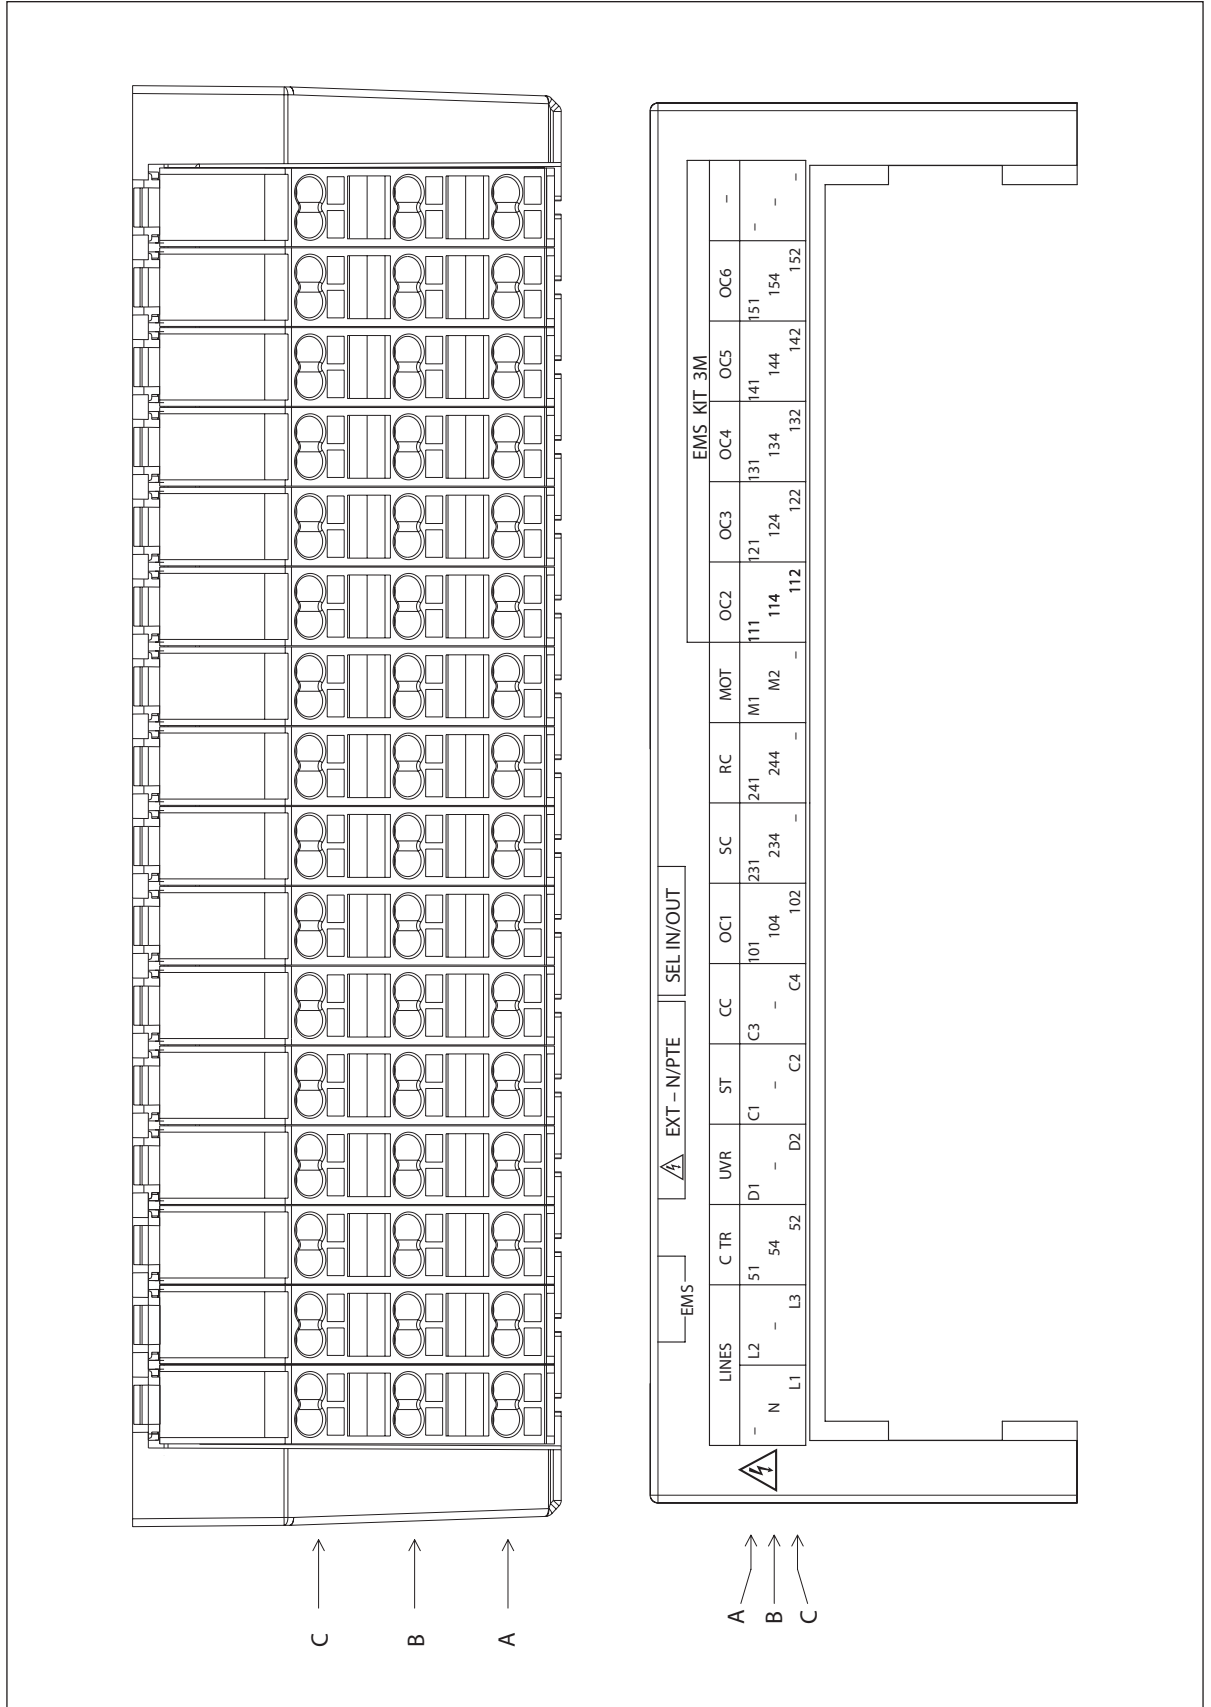 C
B
A
EMS
EXT – N/PTE
SEL IN/OUT
EMS KIT 3M
LINES
C TR
UVR
ST
CC
OC1
SC
RC
MOT
OC2
OC3
OC4
OC5
OC6
–
– L2 51 D1 C1 C3 101 231 241 M1 111 121 131 141 151 –
N – 54 – – – 104 234 244 M2 114 124 134 144 154 –
L1 L3 52 D2 C2 C4 102 – – – 112 122 132 142 152 –
A
B
C